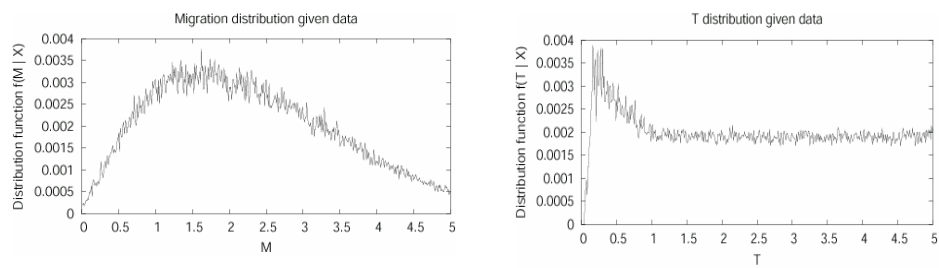 Migration distribution given data
Distribution function f(M | X)
0.004
0.0035
0.003
0.0025
0.002
0.0015
0.001
0.0005
0
0 0.5 1 1.5 2 2.5 3 3.5 4 4.5 5
M
T distribution given data
Distribution function f(T | X)
0.004
0.0035
0.003
0.0025
0.002
0.0015
0.001
0.0005
0
0 0.5 1 1.5 2 2.5 3 3.5 4 4.5 5
T